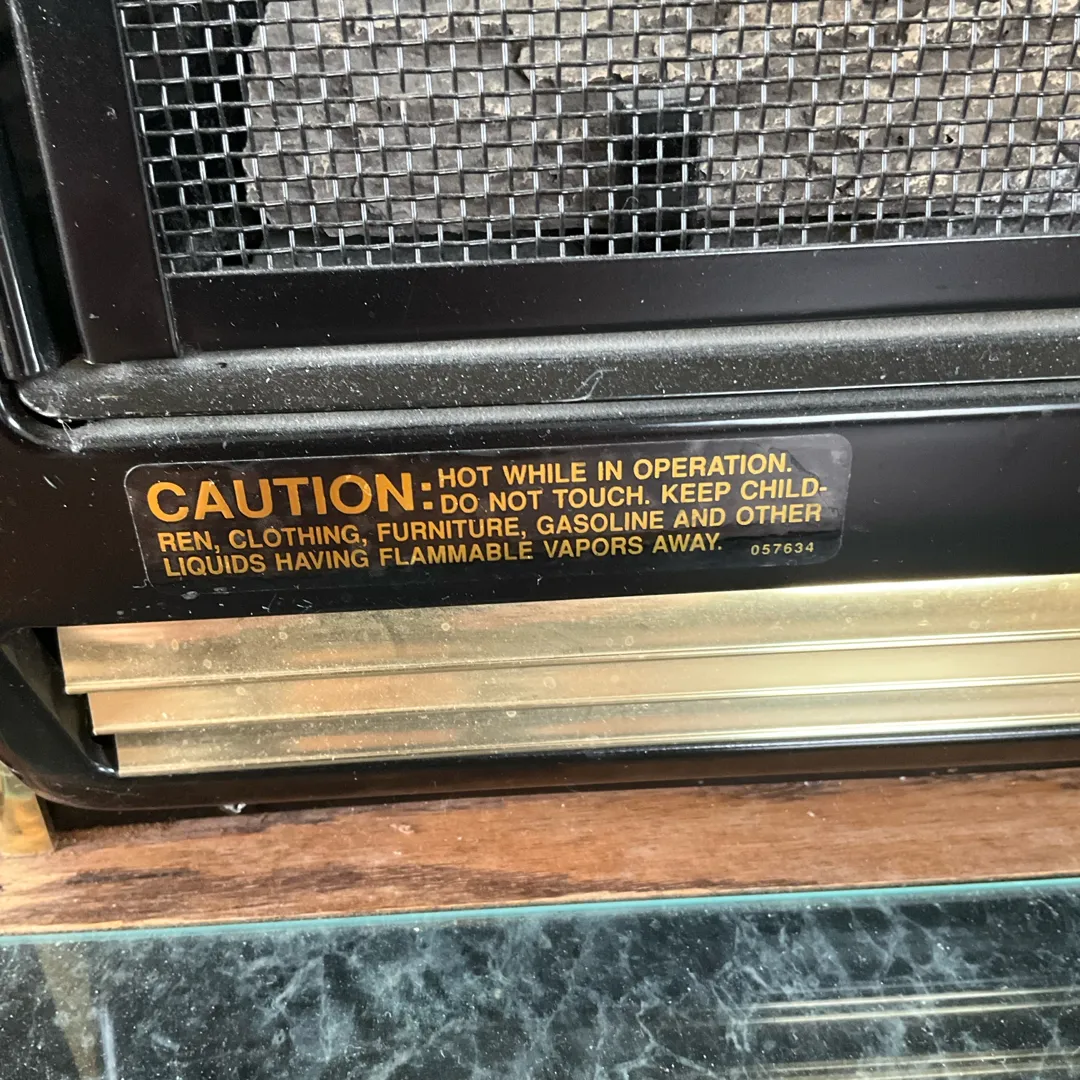 CAUTION: HOT WHILE IN OPERATION.
DO NOT TOUCH. KEEP CHILD-
REN, CLOTHING, FURNITURE, GASOLINE AND OTHER
LIQUIDS HAVING FLAMMABLE VAPORS AWAY. 057634